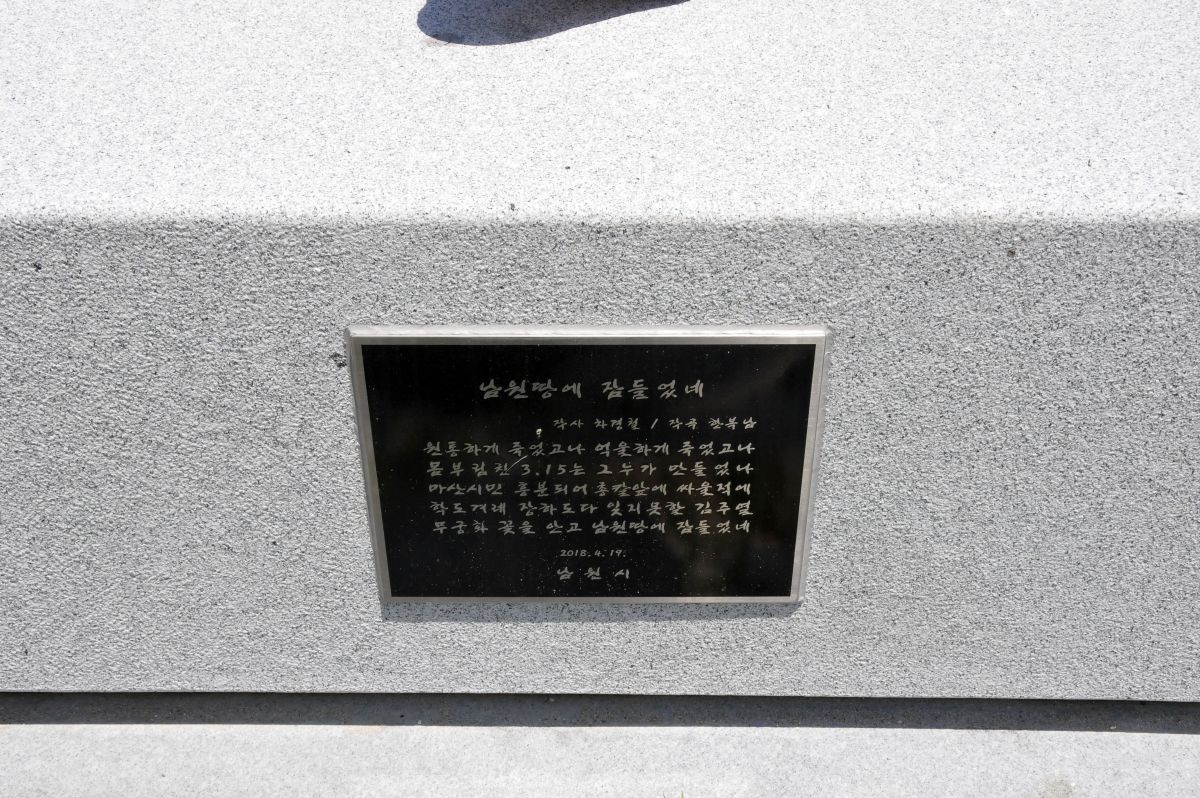 남원땅에 잠들었네
작사 차경철 / 작곡 한복남
원통하게 죽었고나 억울하게 죽었고나
몸부림친 3.15는 그누가 만들었나
마산시민 흥분되어 총칼앞에 싸울적에
학도겨레 장하도다 잊지못할 김주열
무궁화 꽃을 안고 남원땅에 잠들었네
2018.4.19.
남원시